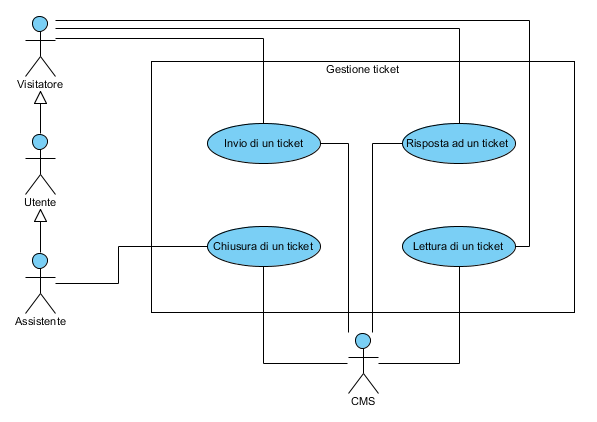 Visitatore
Gestione ticket
Invio di un ticket
Risposta ad un ticket
Utente
Chiusura di un ticket
Lettura di un ticket
Assistente
CMS